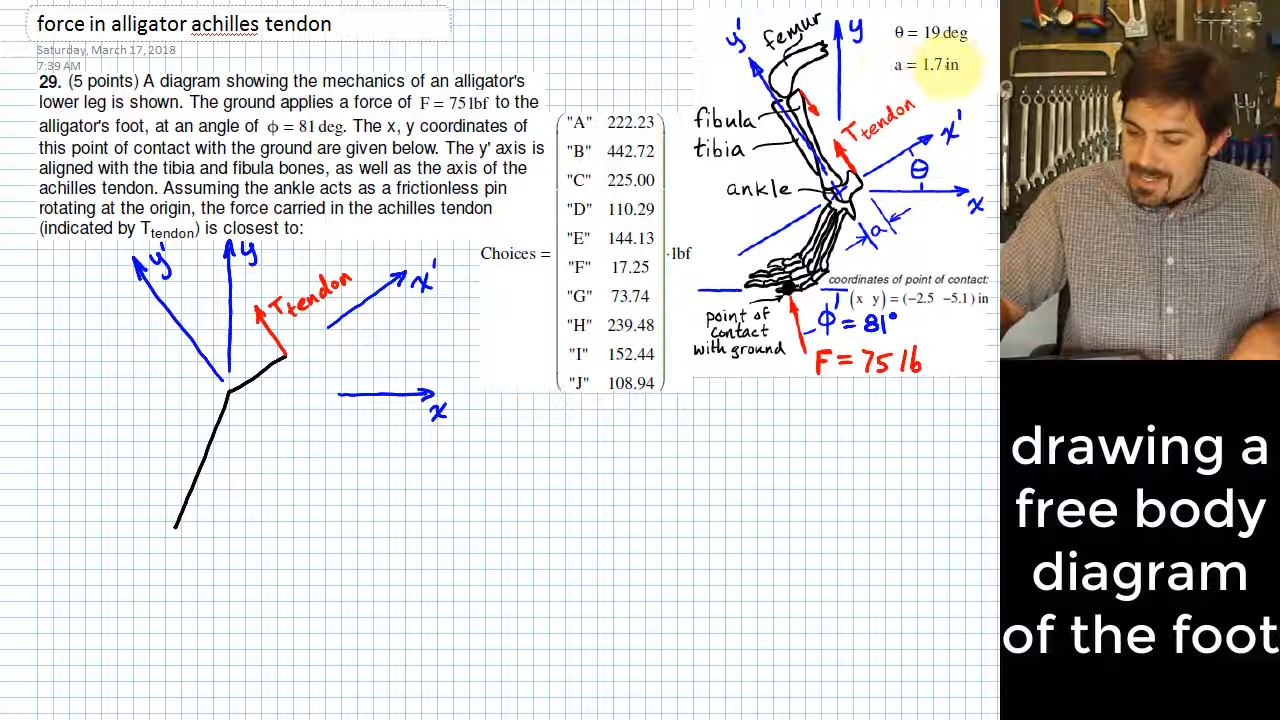 force in alligator achilles tendon
Saturday, March 17, 2018
7:39 AM
29. (5 points) A diagram showing the mechanics of an alligator's
lower leg is shown. The ground applies a force of F = 75 lbf to the
alligator's foot, at an angle of ϕ = 81 deg. The x, y coordinates of
this point of contact with the ground are given below. The y' axis is
aligned with the tibia and fibula bones, as well as the axis of the
achilles tendon. Assuming the ankle acts as a frictionless pin
rotating at the origin, the force carried in the achilles tendon
(indicated by Ttendon) is closest to:
y'
y
Ttendon
x'
x
Choices =
"A" 222.23
"B" 442.72
"C" 225.00
"D" 110.29
"E" 144.13
"F" 17.25
"G" 73.74
"H" 239.48
"I" 152.44
"J" 108.94
· lbf
y'
femur
y
θ = 19 deg
a = 1.7 in
fibula
tibia
Ttendon
x'
θ
ankle
x
a
coordinates of point of contact:
(x y) = (−2.5 −5.1) in
point of
contact
with ground
ϕ = 81°
F = 75 lb
drawing a
free body
diagram
of the foot